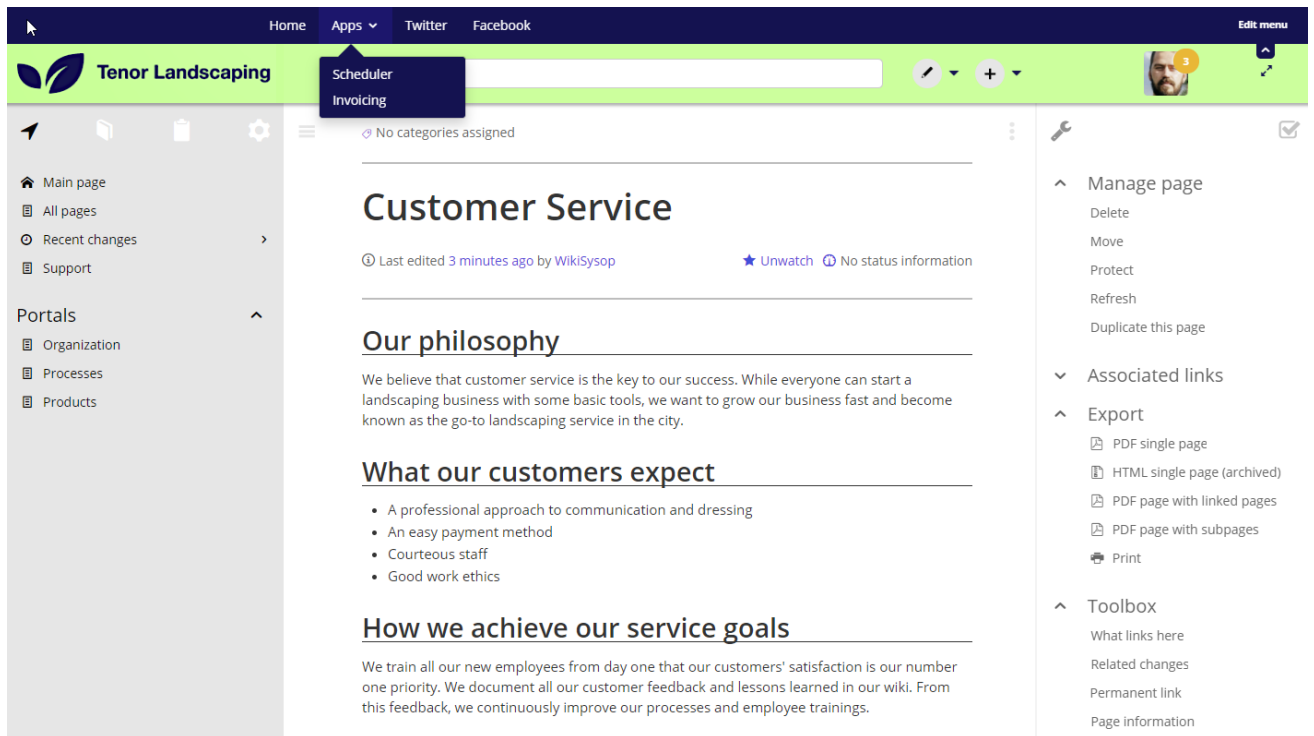 Home Apps Twitter Facebook Edit menu
Tenor Landscaping
3
Scheduler
Invoicing
No categories assigned
Main page
All pages
Recent changes
Support
Portals
Organization
Processes
Products
Customer Service
Last edited 3 minutes ago by WikiSysop
Unwatch No status information
Our philosophy
We believe that customer service is the key to our success. While everyone can start a
landscaping business with some basic tools, we want to grow our business fast and become
known as the go-to landscaping service in the city.
What our customers expect
• A professional approach to communication and dressing
• An easy payment method
• Courteous staff
• Good work ethics
How we achieve our service goals
We train all our new employees from day one that our customers' satisfaction is our number
one priority. We document all our customer feedback and lessons learned in our wiki. From
this feedback, we continuously improve our processes and employee trainings.
Manage page
Delete
Move
Protect
Refresh
Duplicate this page
Associated links
Export
PDF single page
HTML single page (archived)
PDF page with linked pages
PDF page with subpages
Print
Toolbox
What links here
Related changes
Permanent link
Page information